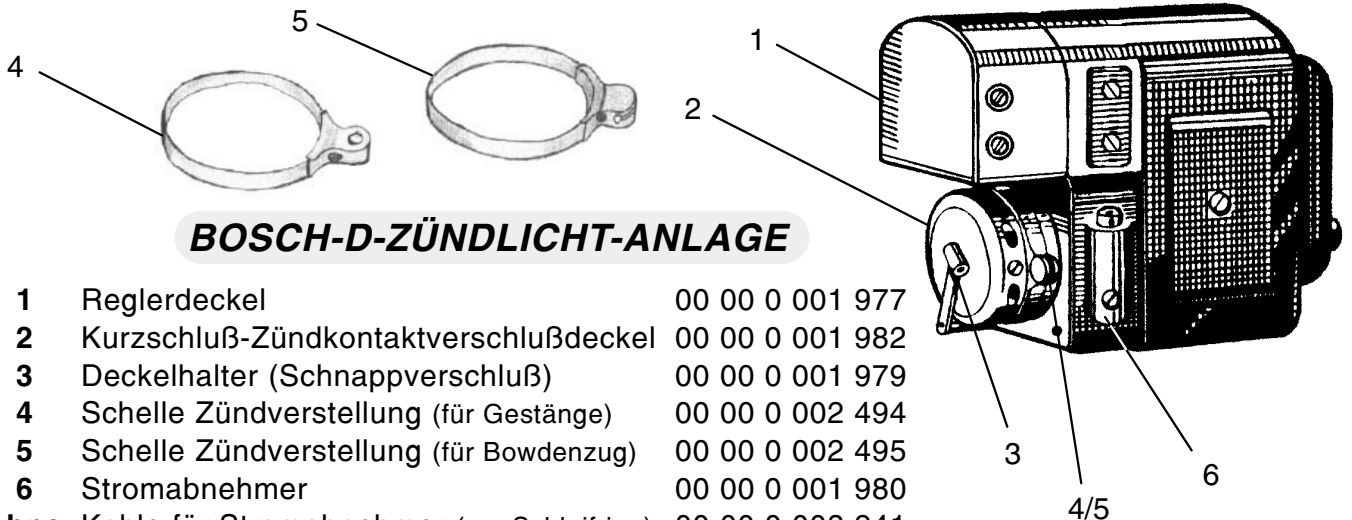 5
4
1
2
BOSCH-D-ZÜNDLICHT-ANLAGE
1 Reglerdeckel 00 00 0 001 977
2 Kurzschluß-Zündkontaktverschlußdeckel 00 00 0 001 982
3 Deckelhalter (Schnappverschluß) 00 00 0 001 979
4 Schelle Zündverstellung (für Gestänge) 00 00 0 002 494
5 Schelle Zündverstellung (für Bowdenzug) 00 00 0 002 495
6 Stromabnehmer 00 00 0 001 980
3
6
4/5